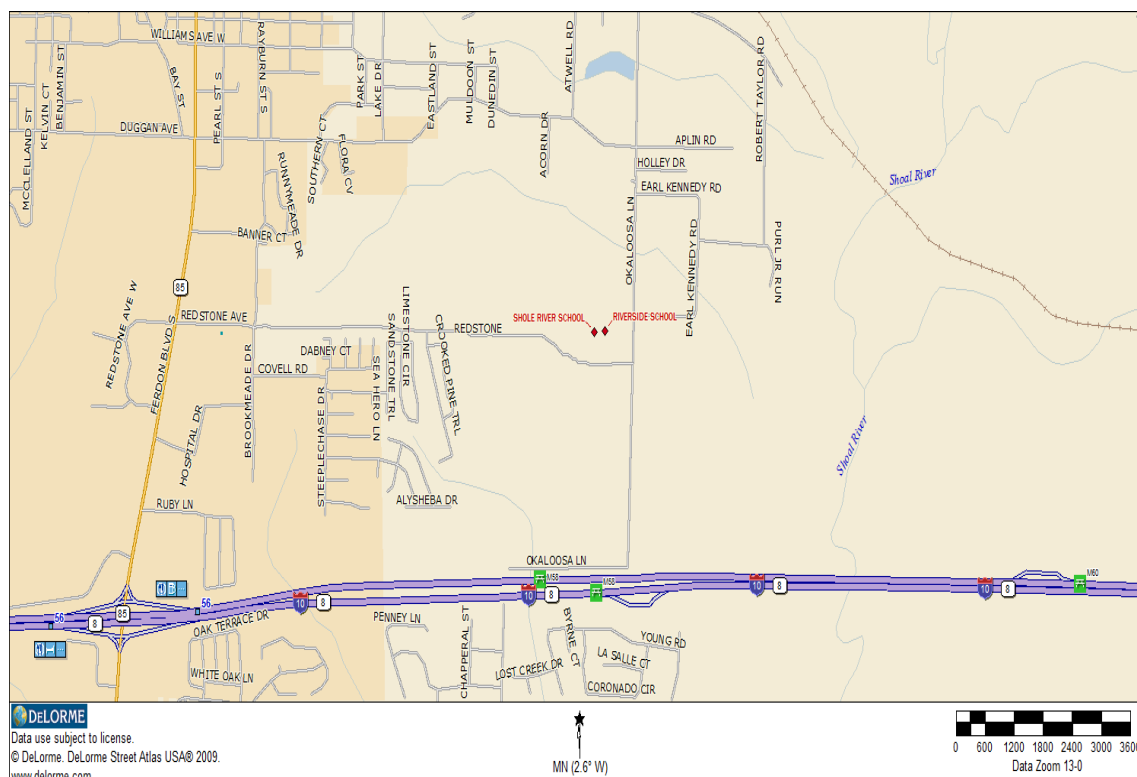 WILLIAMS AVE W
RAYBURN ST S
KELVIN CT
BENJAMIN ST
MCCLELLAND ST
BAY ST
PEARL ST S
DUGGAN AVE
PARK ST
LAKE DR
EASTLAND ST
MULDOON ST
DUNEDIN ST
ATWELL RD
ROBERT TAYLOR RD
SOUTHERN CT
FLORA CV
RUNNYMEADE DR
ACORN DR
APLIN RD
HOLLEY DR
EARL KENNEDY RD
Shoal River
BANNER CT
OKALOOSA LN
EARL KENNEDY RD
PURL JR RUN
85
REDSTONE AVE W
FERDON BLVD S
REDSTONE AVE
SANDSTONE TRL
LIMESTONE CIR
CROOKED PINE TRL
REDSTONE
SHOLE RIVER SCHOOL
RIVERSIDE SCHOOL
DABNEY CT
COVELL RD
BROOKMEADE DR
SEA HERO LN
STEEPLECHASE DR
HOSPITAL DR
Shoal River
ALYSHEBA DR
RUBY LN
OKALOOSA LN
M58
M58
M60
10
8
10
8
10
8
10
8
56
56
85
8
OAK TERRACE DR
WHITE OAK LN
PENNEY LN
CHAPPERAL ST
LOST CREEK DR
BYRNE CT
YOUNG RD
LA SALLE CT
CORONADO CIR
DELORME
Data use subject to license.
© DeLorme. DeLorme Street Atlas USA® 2009.
www.delorme.com
MN (2.6° W)
0 600 1200 1800 2400 3000 3600
Data Zoom 13-0